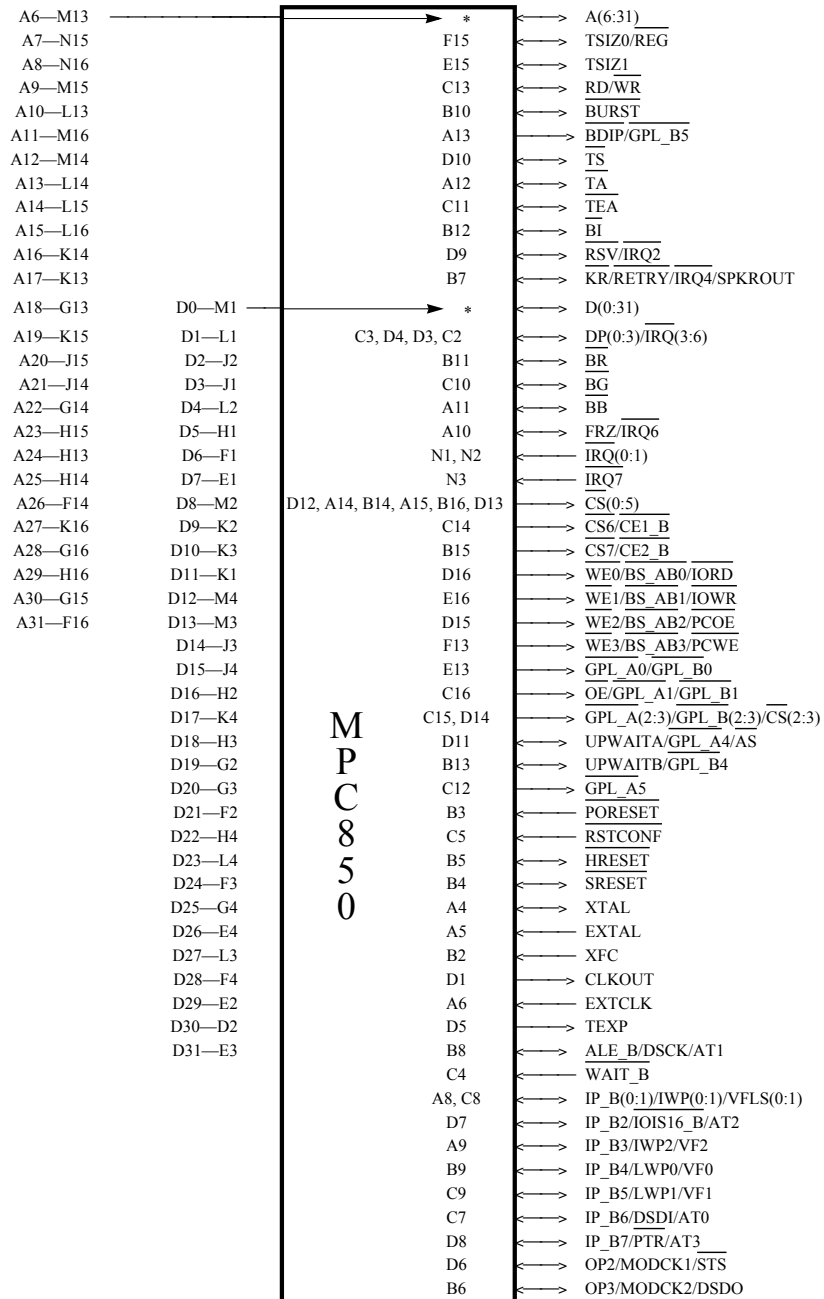 A6—M13 * A(6:31)
A7—N15 F15 TSIZ0/REG
A8—N16 E15 TSIZ1
A9—M15 C13 RD/WR
A10—L13 B10 BURST
A11—M16 A13 BDIP/GPL_B5
A12—M14 D10 TS
A13—L14 A12 TA
A14—L15 C11 TEA
A15—L16 B12 BI
A16—K14 D9 RSV/IRQ2
A17—K13 B7 KR/RETRY/IRQ4/SPKROUT
A18—G13 D0—M1 * D(0:31)
A19—K15 D1—L1 C3, D4, D3, C2 DP(0:3)/IRQ(3:6)
A20—J15 D2—J2 B11 BR
A21—J14 D3—J1 C10 BG
A22—G14 D4—L2 A11 BB
A23—H15 D5—H1 A10 FRZ/IRQ6
A24—H13 D6—F1 N1, N2 IRQ(0:1)
A25—H14 D7—E1 N3 IRQ7
A26—F14 D8—M2 D12, A14, B14, A15, B16, D13 CS(0:5)
A27—K16 D9—K2 C14 CS6/CE1_B
A28—G16 D10—K3 B15 CS7/CE2_B
A29—H16 D11—K1 D16 WE0/BS_AB0/IORD
A30—G15 D12—M4 E16 WE1/BS_AB1/IOWR
A31—F16 D13—M3 D15 WE2/BS_AB2/PCOE
D14—J3 F13 WE3/BS_AB3/PCWE
D15—J4 E13 GPL_A0/GPL_B0
D16—H2 C16 OE/GPL_A1/GPL_B1
D17—K4 C15, D14 GPL_A(2:3)/GPL_B(2:3)/CS(2:3)
D18—H3 D11 UPWAITA/GPL_A4/AS
D19—G2 B13 UPWAITB/GPL_B4
D20—G3 C12 GPL_A5
D21—F2 B3 PORESET
D22—H4 C5 RSTCONF
D23—L4 B5 HRESET
D24—F3 B4 SRESET
D25—G4 A4 XTAL
D26—E4 A5 EXTAL
D27—L3 B2 XFC
D28—F4 D1 CLKOUT
D29—E2 A6 EXTCLK
D30—D2 D5 TEXP
D31—E3 B8 ALE_B/DSCK/AT1
C4 WAIT_B
A8, C8 IP_B(0:1)/IWP(0:1)/VFLS(0:1)
D7 IP_B2/IOIS16_B/AT2
A9 IP_B3/IWP2/VF2
B9 IP_B4/LWP0/VF0
C9 IP_B5/LWP1/VF1
C7 IP_B6/DSDI/AT0
D8 IP_B7/PTR/AT3
D6 OP2/MODCK1/STS
B6 OP3/MODCK2/DSDO
MPC850